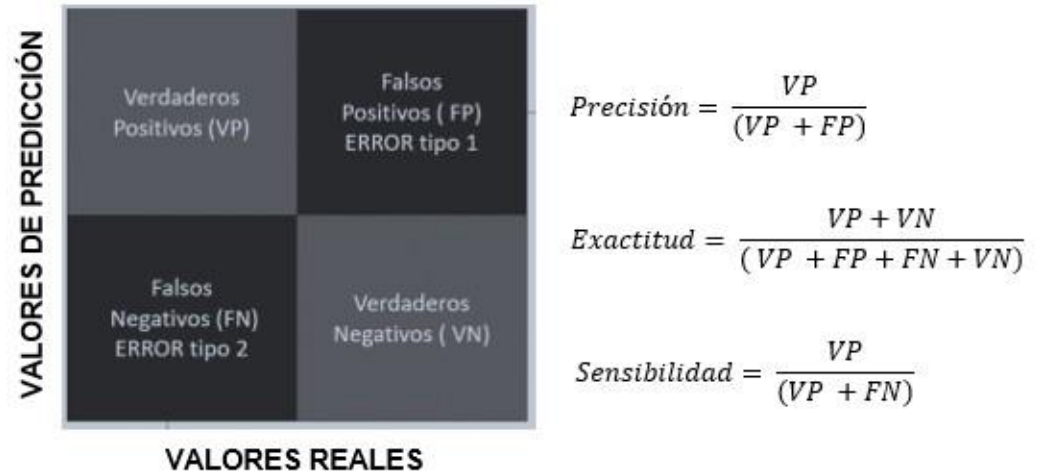 VALORES DE PREDICCIÓN
Verdaderos
Positivos (VP)
Falsos
Positivos ( FP)
ERROR tipo 1
Falsos
Negativos (FN)
ERROR tipo 2
Verdaderos
Negativos ( VN)
VALORES REALES
Precisión = VP / (VP + FP)
Exactitud = VP + VN / ( VP + FP + FN + VN)
Sensibilidad = VP / (VP + FN)